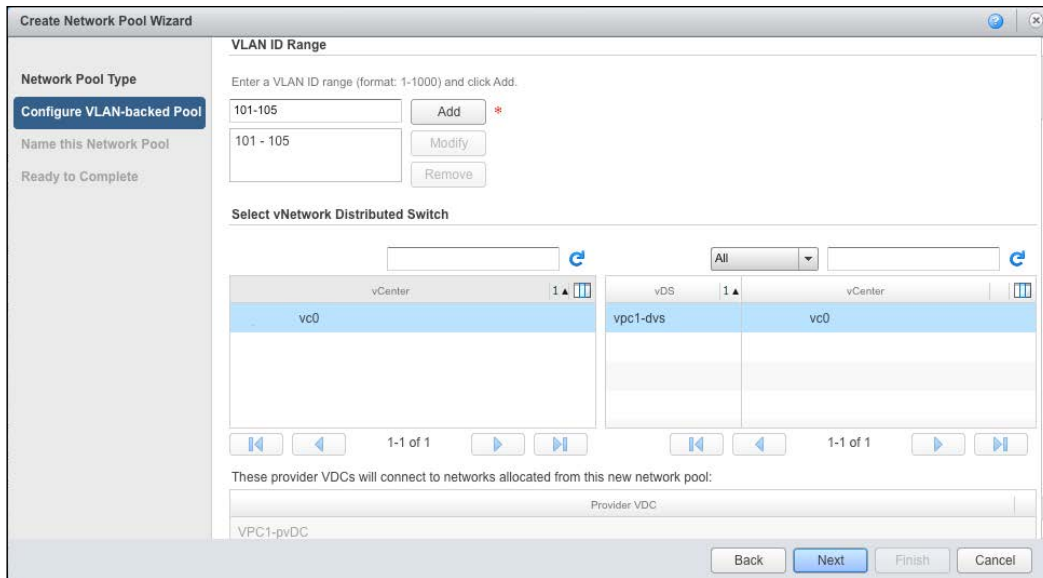 Create Network Pool Wizard
Network Pool Type
Configure VLAN-backed Pool
Name this Network Pool
Ready to Complete
VLAN ID Range
Enter a VLAN ID range (format: 1-1000) and click Add.
101-105 Add *
101 - 105 Modify
Remove
Select vNetwork Distributed Switch
All
vCenter 1 vDS 1 vCenter
vc0 vpc1-dvs vc0
1-1 of 1 1-1 of 1
These provider VDCs will connect to networks allocated from this new network pool:
Provider VDC
VPC1-pvDC
Back Next Finish Cancel